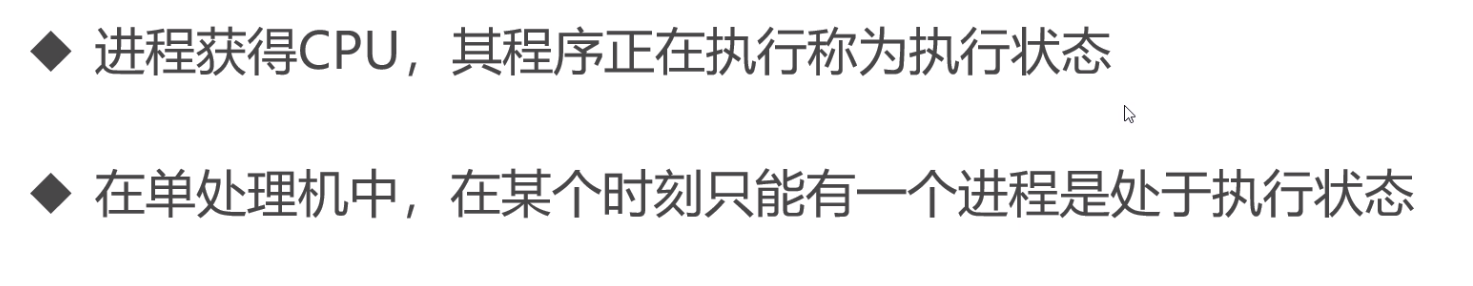 ◆ 进程获得CPU，其程序正在执行称为执行状态
◆ 在单处理机中，在某个时刻只能有一个进程是处于执行状态